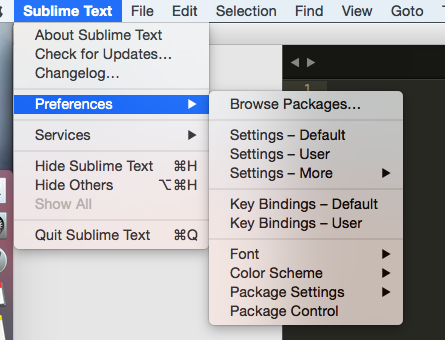 Sublime Text File Edit Selection Find View Goto
About Sublime Text
Check for Updates...
Changelog...
Preferences
Services
Hide Sublime Text ⌘H
Hide Others ⌥⌘H
Show All
Quit Sublime Text ⌘Q
Browse Packages...
Settings – Default
Settings – User
Settings – More
Key Bindings – Default
Key Bindings – User
Font
Color Scheme
Package Settings
Package Control
1